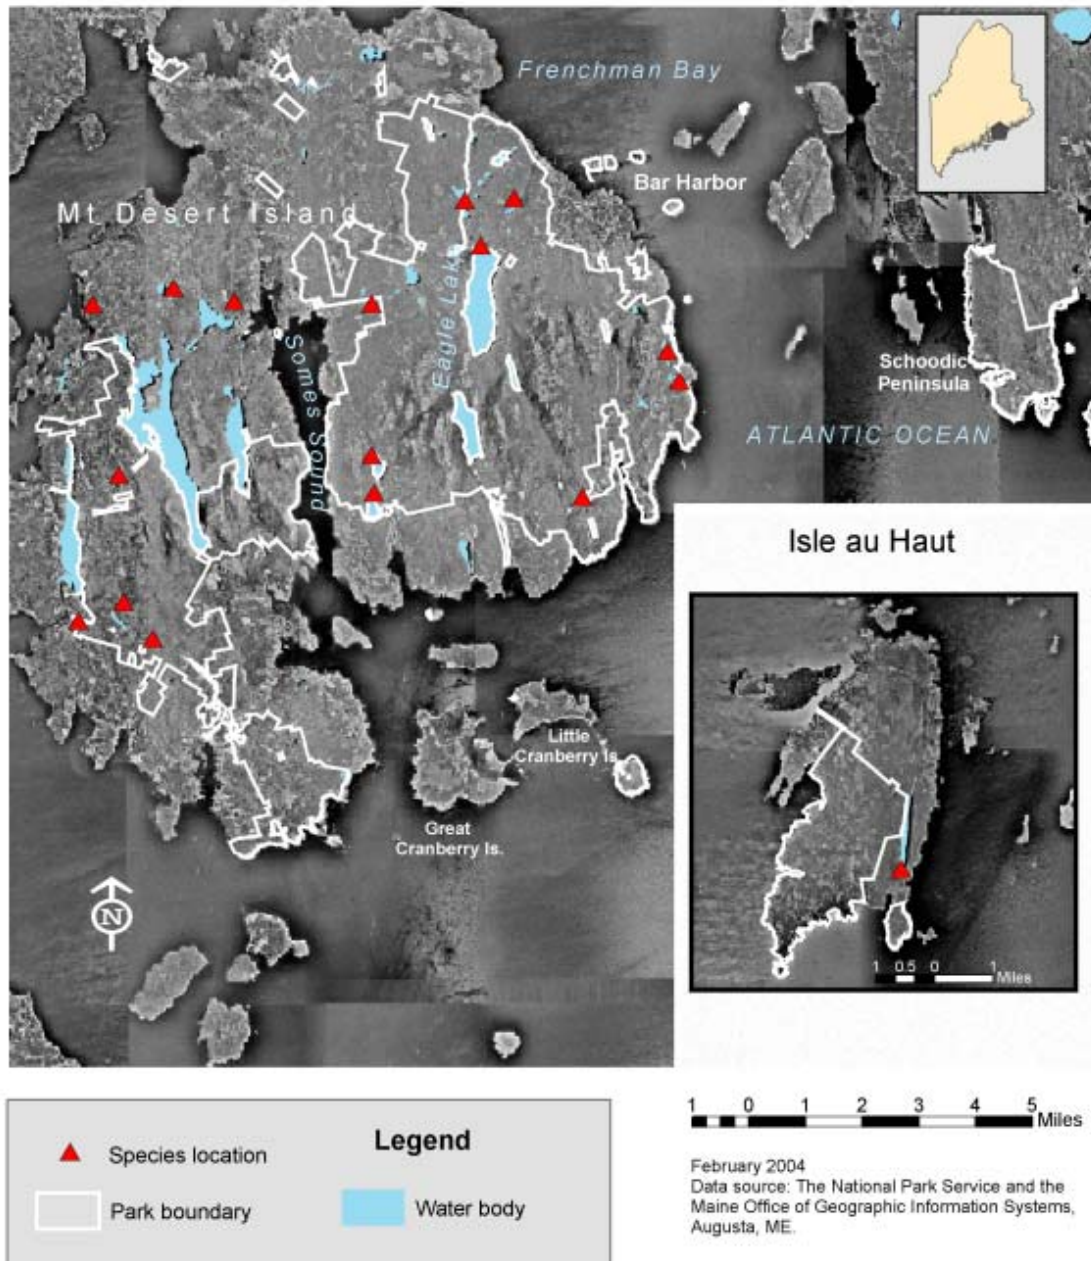 Frenchman Bay
Bar Harbor
Mt Desert Island
Eagle Lake
Somes Sound
Schoodic
Peninsula
ATLANTIC OCEAN
Isle au Haut
Little
Cranberry Is.
Great
Cranberry Is.
N
1 0.5 0 1
Miles
Legend
Species location
Park boundary
Water body
1 0 1 2 3 4 5
Miles
February 2004
Data source: The National Park Service and the
Maine Office of Geographic Information Systems,
Augusta, ME.